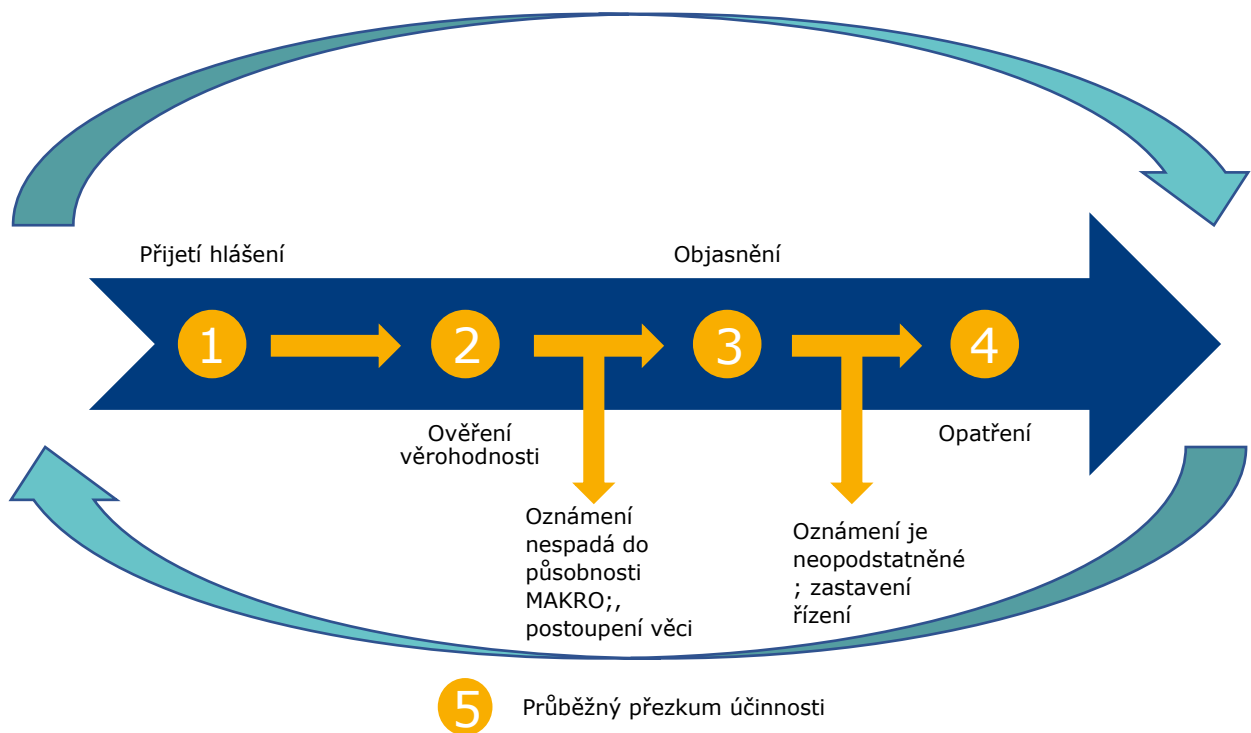 Přijetí hlášení
Objasnění
1
2
3
4
Ověření
věrohodnosti
Opatření
Oznámení
nespadá do
působnosti
MAKRO;,
postoupení věci
Oznámení je
neopodstatněné
; zastavení
řízení
5
Průběžný přezkum účinnosti